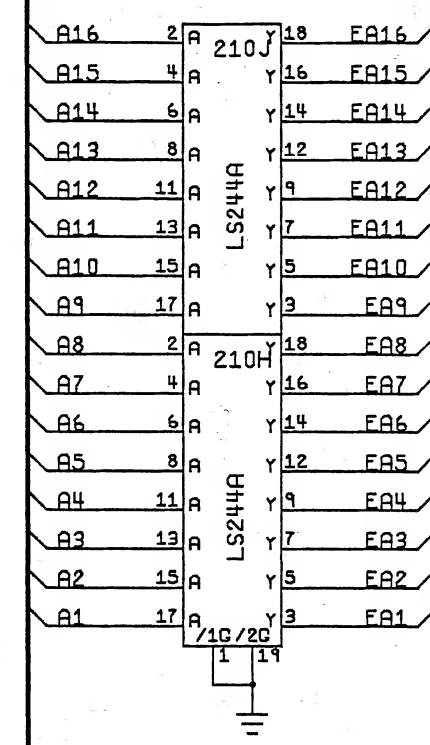 A16 2 A 210J Y 18 EA16
A15 4 A Y 16 EA15
A14 6 A Y 14 EA14
A13 8 A Y 12 EA13
A12 11 A LS244A Y 9 EA12
A11 13 A Y 7 EA11
A10 15 A Y 5 EA10
A9 17 A Y 3 EA9
A8 2 A 210H Y 18 EA8
A7 4 A Y 16 EA7
A6 6 A Y 14 EA6
A5 8 A Y 12 EA5
A4 11 A LS244A Y 9 EA4
A3 13 A Y 7 EA3
A2 15 A Y 5 EA2
A1 17 A Y 3 EA1
/1G /2G
1 19